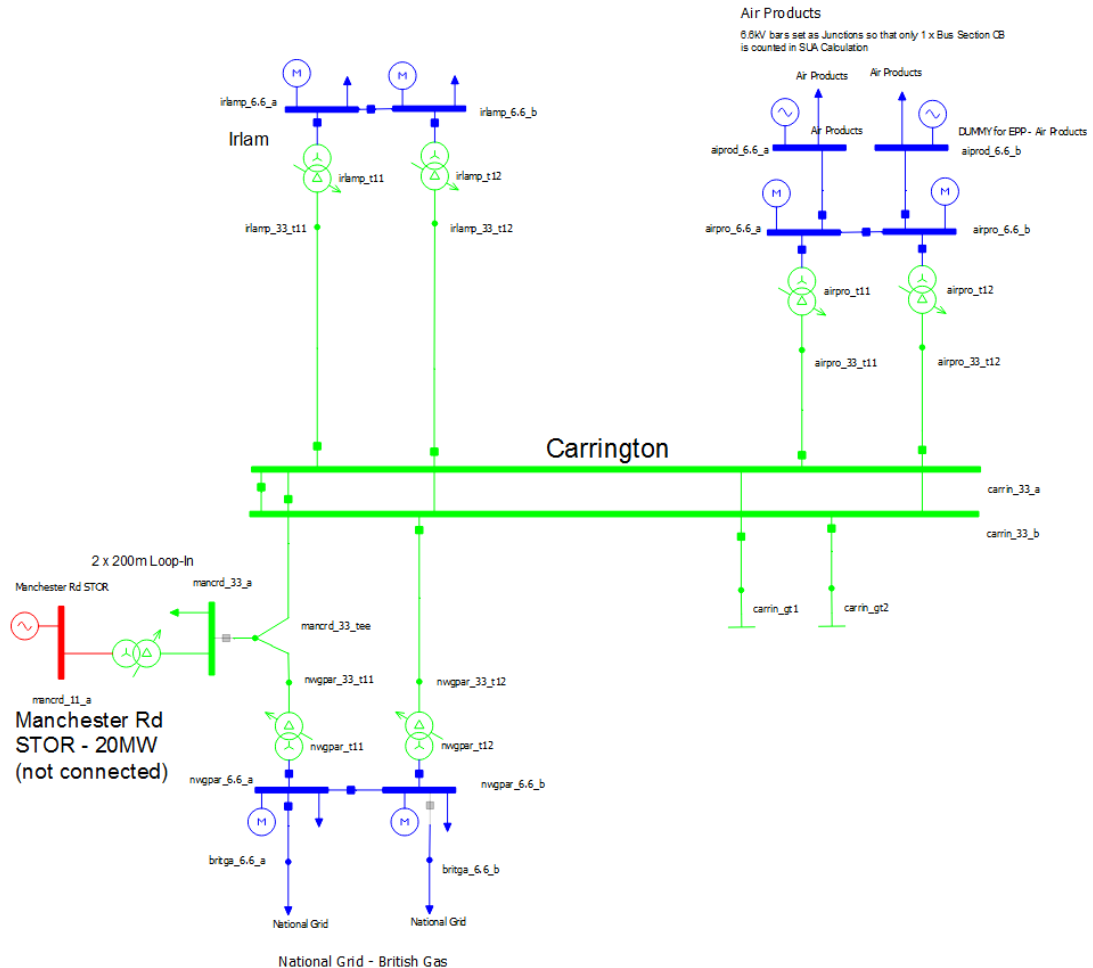 Air Products
6.6kV bars set as Junctions so that only 1 x Bus Section CB
is counted in SUA Calculation
Air Products
Air Products
M
M
irlamp_6.6_a
irlamp_6.6_b
Irlam
Air Products
DUMMY for EPP - Air Products
aiprod_6.6_a
aiprod_6.6_b
irlamp_t11
irlamp_t12
M
M
irlamp_33_t11
irlamp_33_t12
airpro_6.6_a
airpro_6.6_b
airpro_t11
airpro_t12
airpro_33_t11
airpro_33_t12
Carrington
carrin_33_a
carrin_33_b
2 x 200m Loop-In
Manchester Rd STOR
mancrd_33_a
mancrd_33_tee
carrin_gt1
carrin_gt2
mancrd_11_a
Manchester Rd
STOR - 20MW
(not connected)
nwgpar_33_t11
nwgpar_33_t12
nwgpar_t11
nwgpar_t12
nwgpar_6.6_a
nwgpar_6.6_b
M
M
britga_6.6_a
britga_6.6_b
National Grid
National Grid
National Grid - British Gas